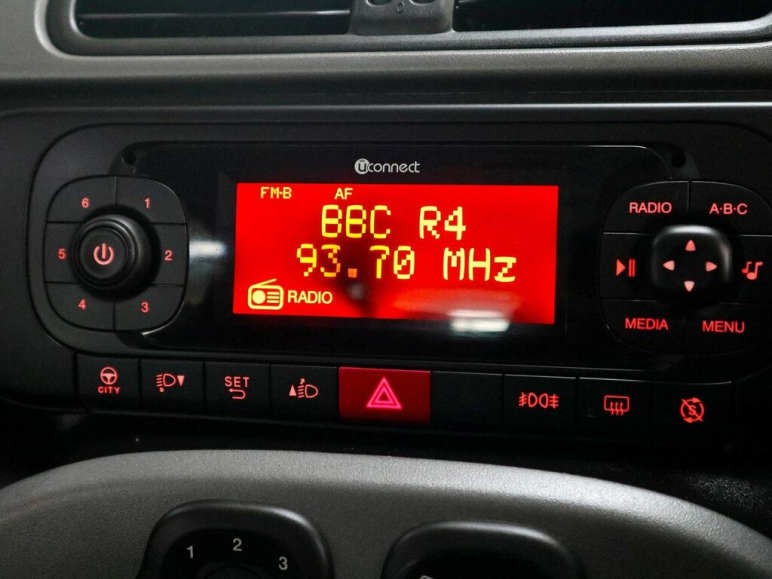 uconnect
FM-B AF
BBC R4
93.70 MHz
RADIO
6 1
5 2
4 3
RADIO A·B·C
MEDIA MENU
CITY
SET
S
1 2 3